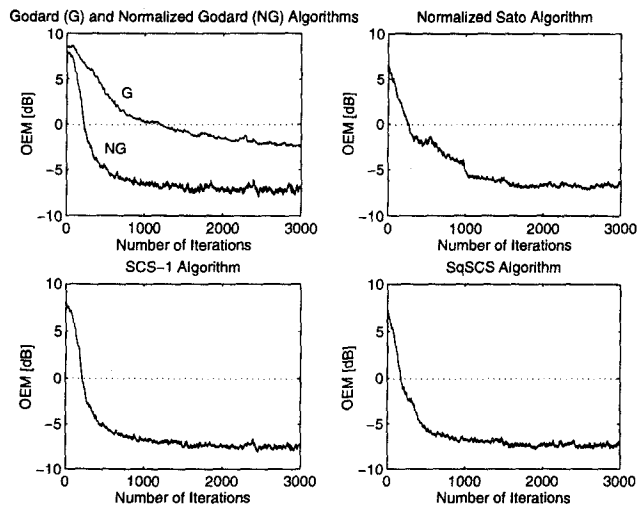 Godard (G) and Normalized Godard (NG) Algorithms
10
5
0
−5
−10
OEM [dB]
G
NG
0 1000 2000 3000
Number of Iterations
Normalized Sato Algorithm
10
5
0
−5
−10
OEM [dB]
0 1000 2000 3000
Number of Iterations
SCS−1 Algorithm
10
5
0
−5
−10
OEM [dB]
0 1000 2000 3000
Number of Iterations
SqSCS Algorithm
10
5
0
−5
−10
OEM [dB]
0 1000 2000 3000
Number of Iterations